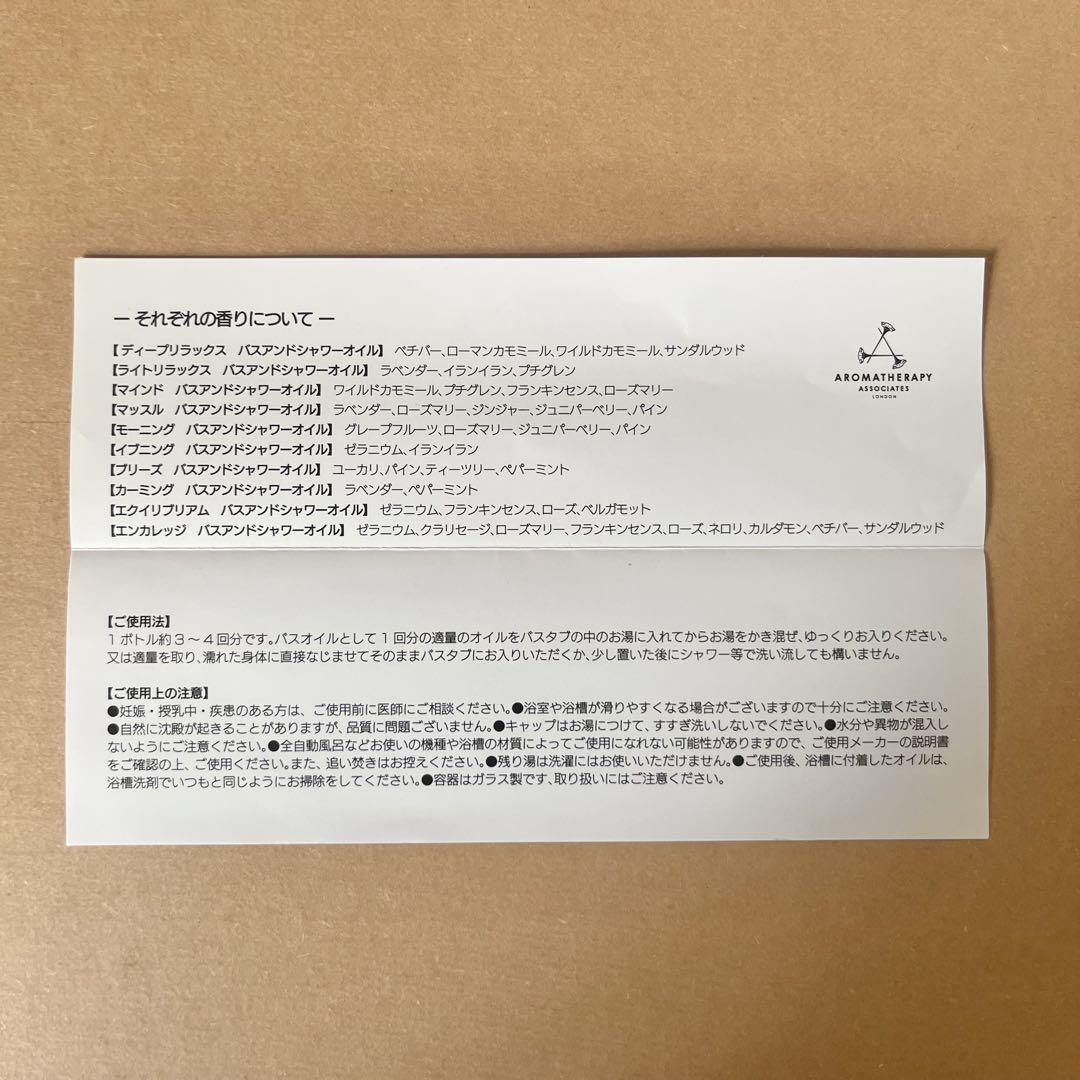 ― それぞれの香りについて ―
【ディープリラックス　バスアンドシャワーオイル】 ベチバー、ローマンカモミール、ワイルドカモミール、サンダルウッド
【ライトリラックス　バスアンドシャワーオイル】 ラベンダー、イランイラン、プチグレン
【マインド　バスアンドシャワーオイル】 ワイルドカモミール、プチグレン、フランキンセンス、ローズマリー
【マッスル　バスアンドシャワーオイル】 ラベンダー、ローズマリー、ジンジャー、ジュニパーベリー、パイン
【モーニング　バスアンドシャワーオイル】 グレープフルーツ、ローズマリー、ジュニパーベリー、パイン
【イブニング　バスアンドシャワーオイル】 ゼラニウム、イランイラン
【ブリーズ　バスアンドシャワーオイル】 ユーカリ、パイン、ティーツリー、ペパーミント
【カーミング　バスアンドシャワーオイル】 ラベンダー、ペパーミント
【エクイリブリアム　バスアンドシャワーオイル】 ゼラニウム、フランキンセンス、ローズ、ベルガモット
【エンカレッジ　バスアンドシャワーオイル】 ゼラニウム、クラリセージ、ローズマリー、フランキンセンス、ローズ、ネロリ、カルダモン、ベチバー、サンダルウッド
AROMATHERAPY
ASSOCIATES
LONDON
【ご使用法】
1ボトル約3～4回分です。バスオイルとして1回分の適量のオイルをバスタブの中のお湯に入れてからお湯をかき混ぜ、ゆっくりお入りください。
又は適量を取り、濡れた身体に直接なじませてそのままバスタブにお入りいただくか、少し置いた後にシャワー等で洗い流しても構いません。
【ご使用上の注意】
●妊娠・授乳中・疾患のある方は、ご使用前に医師にご相談ください。●浴室や浴槽が滑りやすくなる場合がございますので十分にご注意ください。
●自然に沈殿が起きることがありますが、品質に問題ございません。●キャップはお湯につけて、すすぎ洗いしないでください。●水分や異物が混入し
ないようにご注意ください。●全自動風呂などお使いの機種や浴槽の材質によってご使用になれない可能性がありますので、ご使用メーカーの説明書
をご確認の上、ご使用ください。また、追い焚きはお控えください。●残り湯は洗濯にはお使いいただけません。●ご使用後、浴槽に付着したオイルは、
浴槽洗剤でいつもと同じようにお掃除をしてください。●容器はガラス製です、取り扱いにはご注意ください。